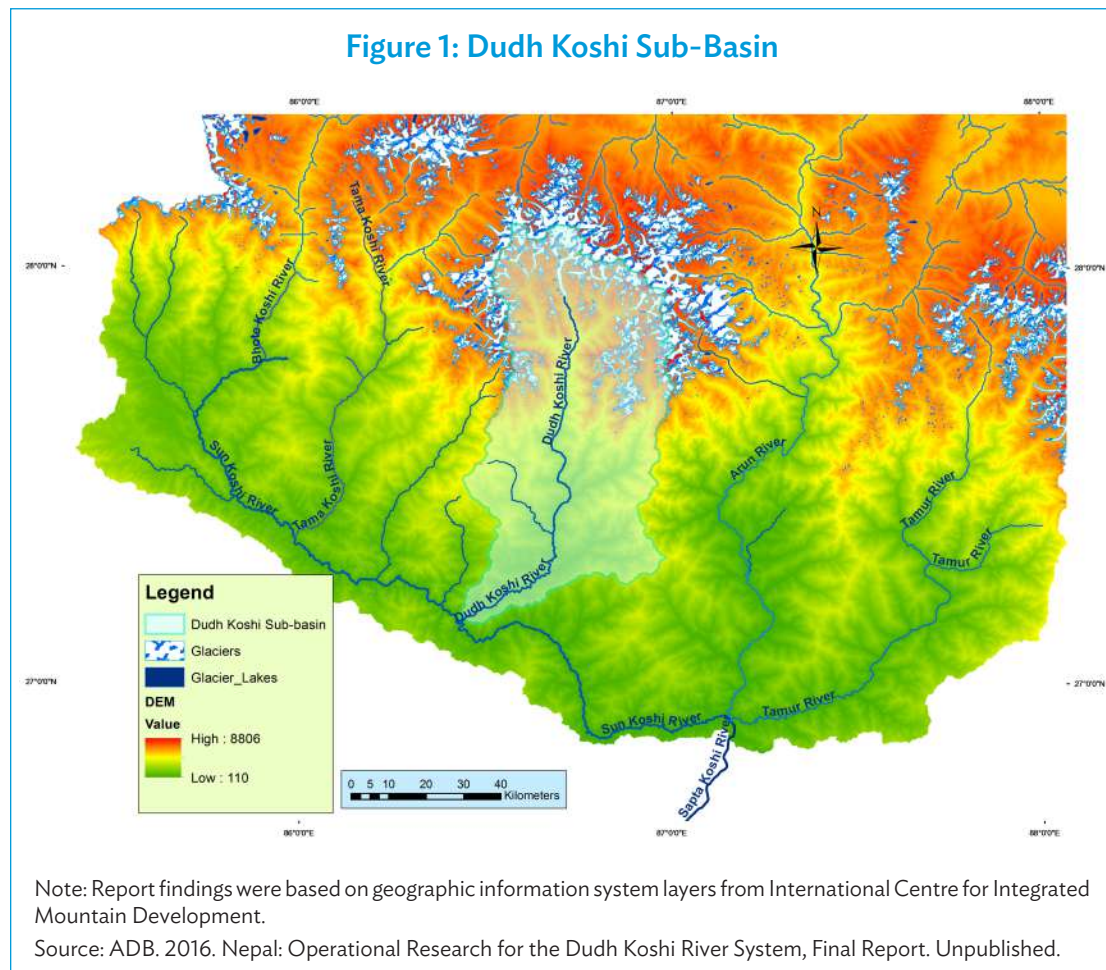 Figure 1: Dudh Koshi Sub-Basin
86°0'0"E
87°0'0"E
88°0'0"E
N
28°0'0"N
28°0'0"N
Tama Koshi River
Bhote Koshi River
Dudh Koshi River
Arun River
Sun Koshi River
Tama Koshi River
Tamur River
Tamur River
Dudh Koshi River
Legend
Dudh Koshi Sub-basin
Glaciers
Glacier_Lakes
DEM
Value
High : 8806
Low : 110
27°0'0"N
27°0'0"N
Sun Koshi River
Tamur River
Sapta Koshi River
0 5 10 20 30 40
Kilometers
86°0'0"E
87°0'0"E
88°0'0"E
Note: Report findings were based on geographic information system layers from International Centre for Integrated
Mountain Development.
Source: ADB. 2016. Nepal: Operational Research for the Dudh Koshi River System, Final Report. Unpublished.